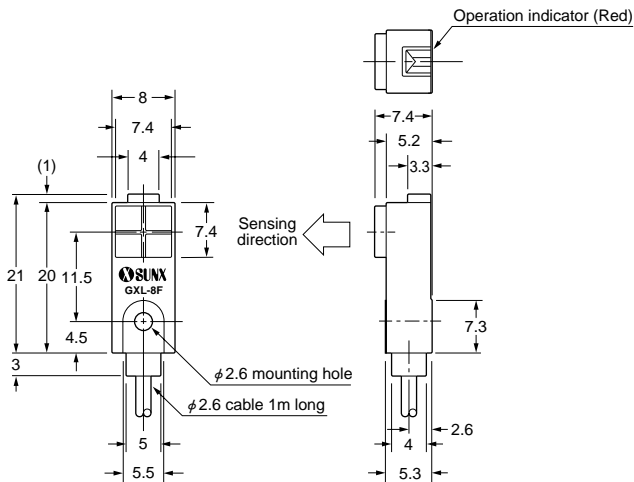 Operation indicator (Red)
8
7.4
4
(1)
7.4
5.2
3.3
Sensing
direction
7.4
21
20
11.5
SUNX
GXL-8F
4.5
7.3
3
φ2.6 mounting hole
φ2.6 cable 1m long
5
5.5
2.6
4
5.3